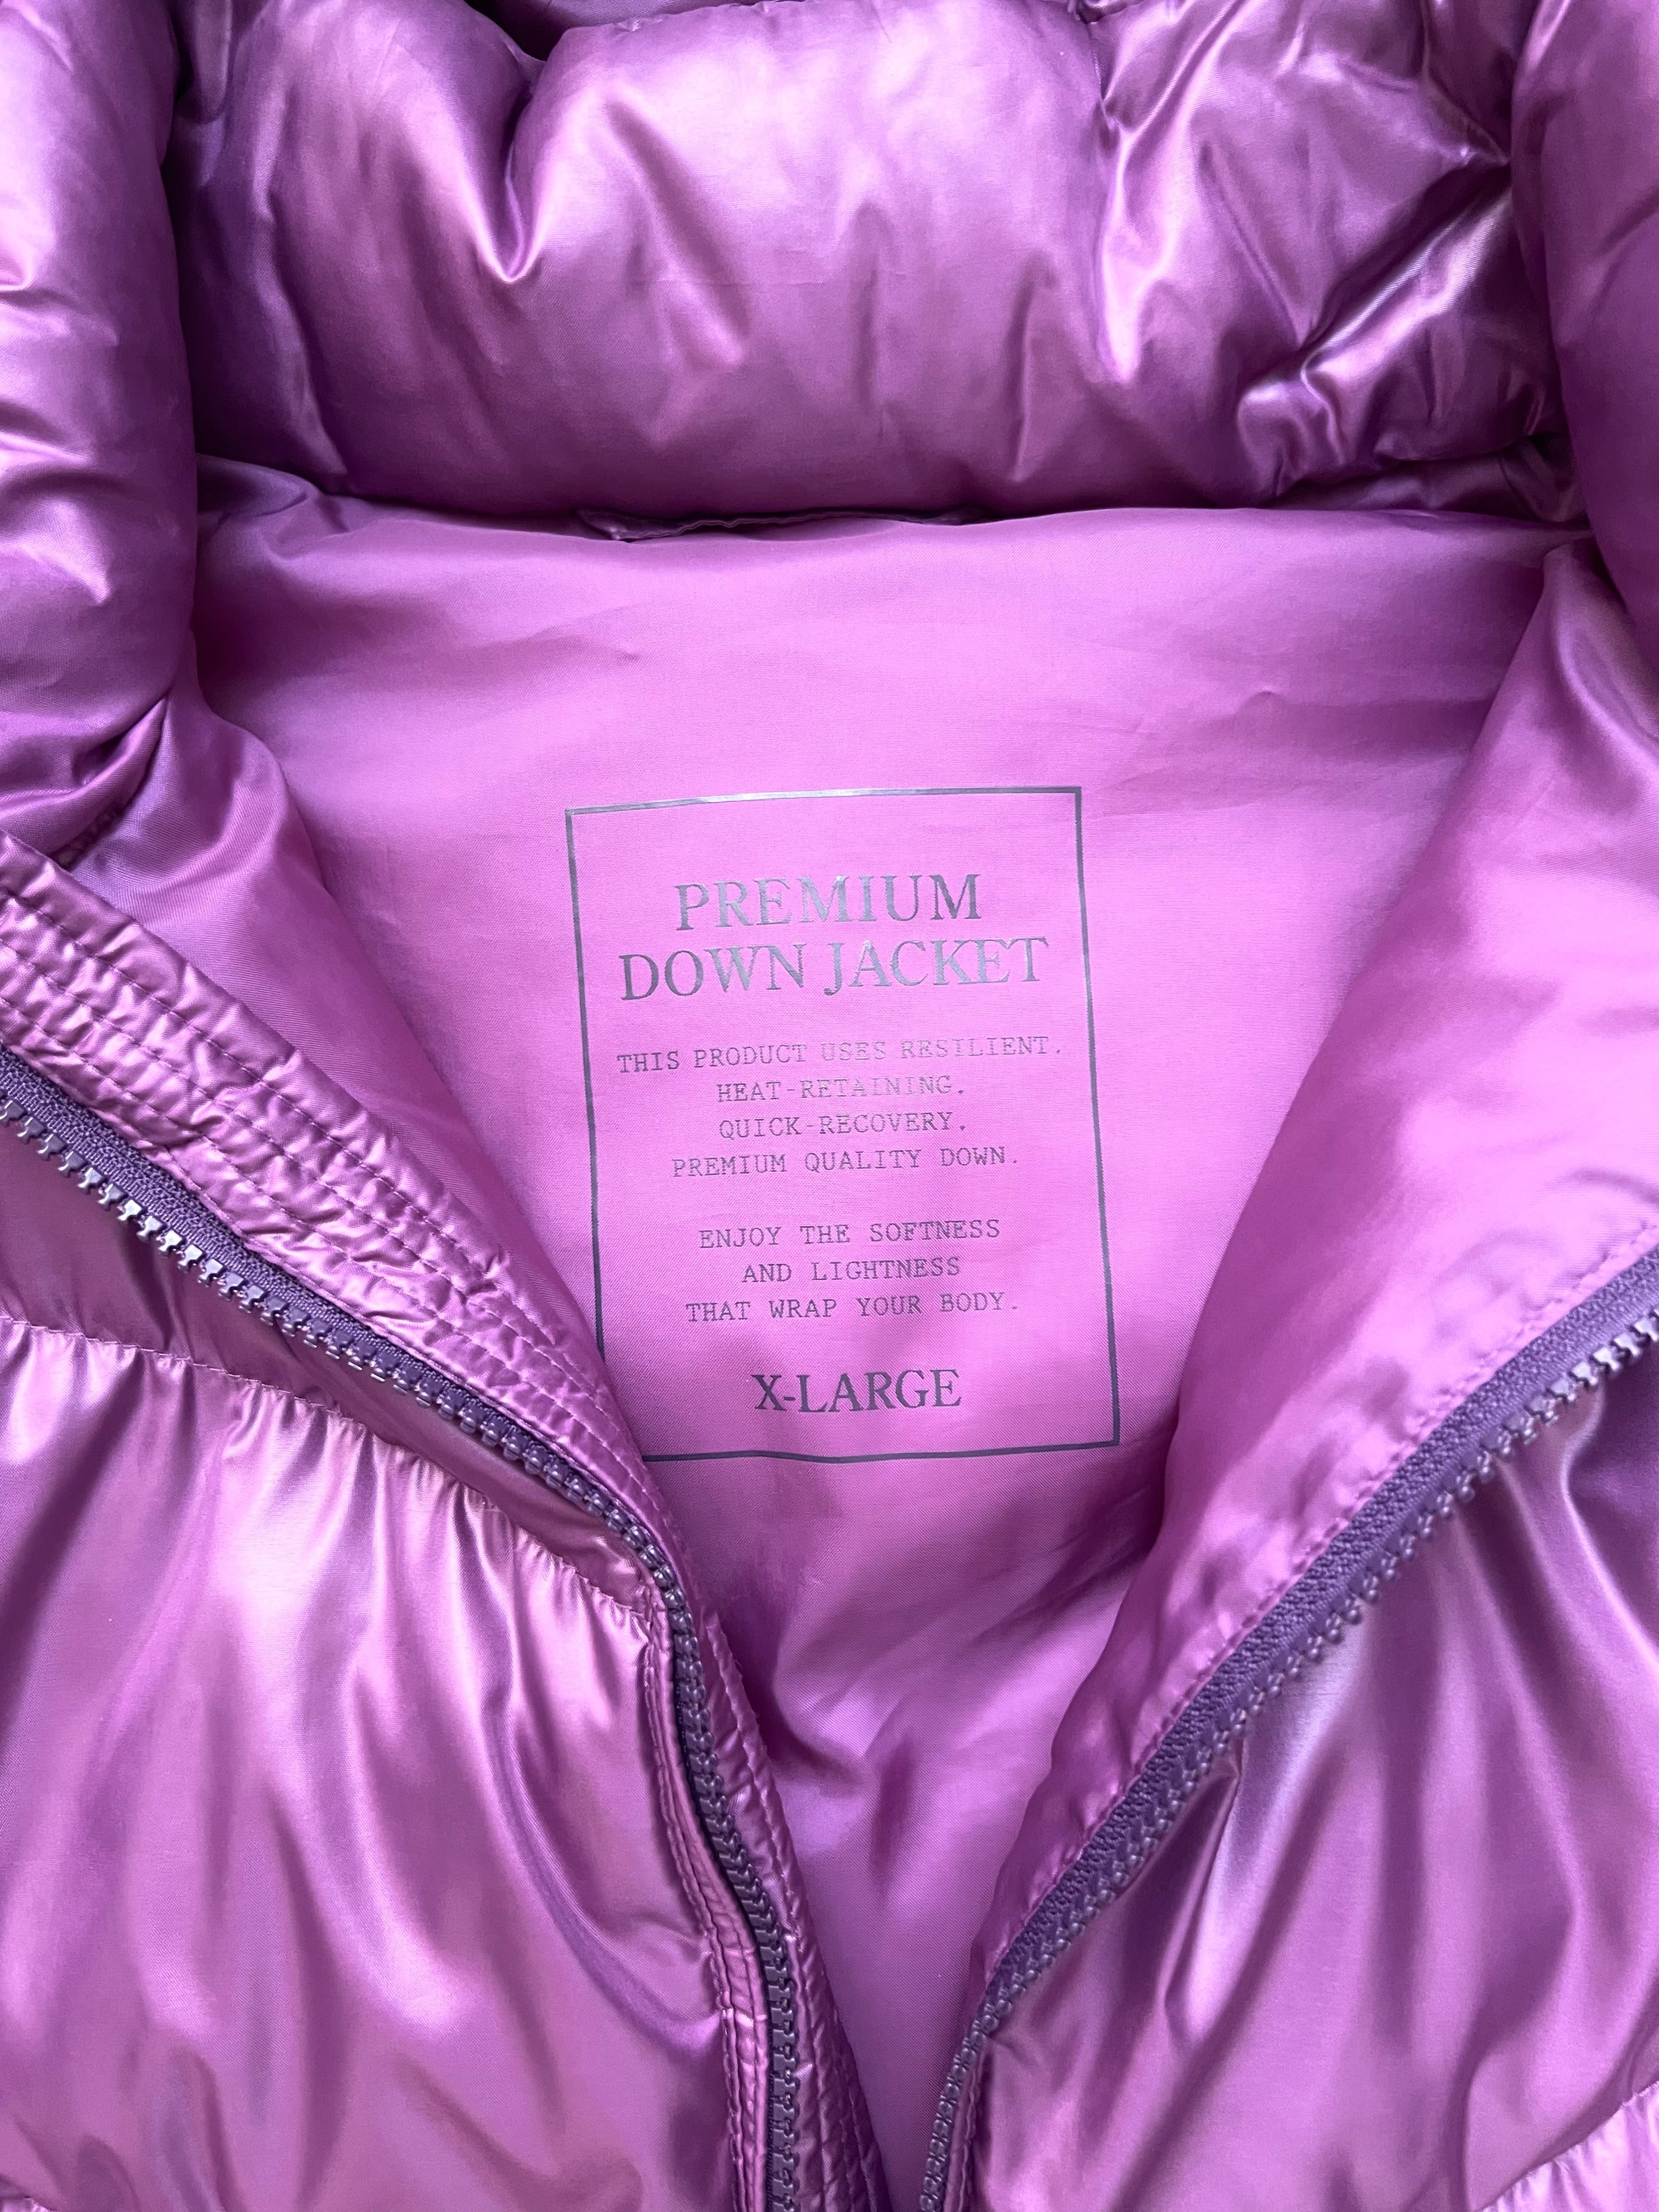 PREMIUM
DOWN JACKET
THIS PRODUCT USES RESILIENT.
HEAT-RETAINING.
QUICK-RECOVERY.
PREMIUM QUALITY DOWN.
ENJOY THE SOFTNESS
AND LIGHTNESS
THAT WRAP YOUR BODY.
X-LARGE